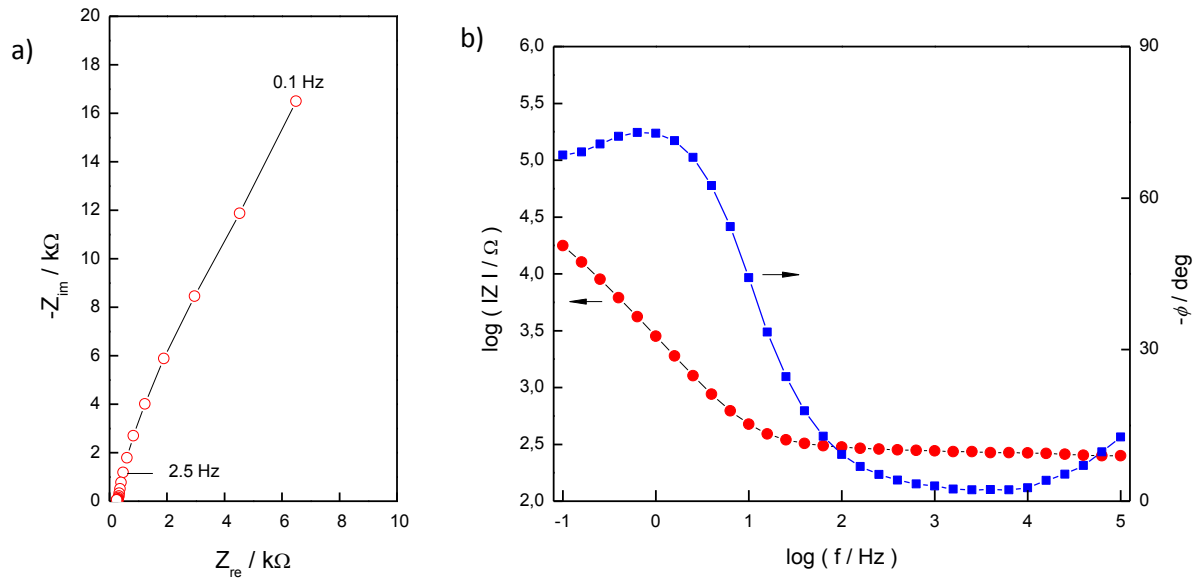 a)
20
18
16
14
12
10
8
6
4
2
0
-Z_im / kΩ
0.1 Hz
2.5 Hz
0 2 4 6 8 10
Z_re / kΩ
b)
6,0
5,5
5,0
4,5
4,0
3,5
3,0
2,5
2,0
log ( IZ I / Ω )
90
60
30
0
-ϕ / deg
-1 0 1 2 3 4 5
log ( f / Hz )